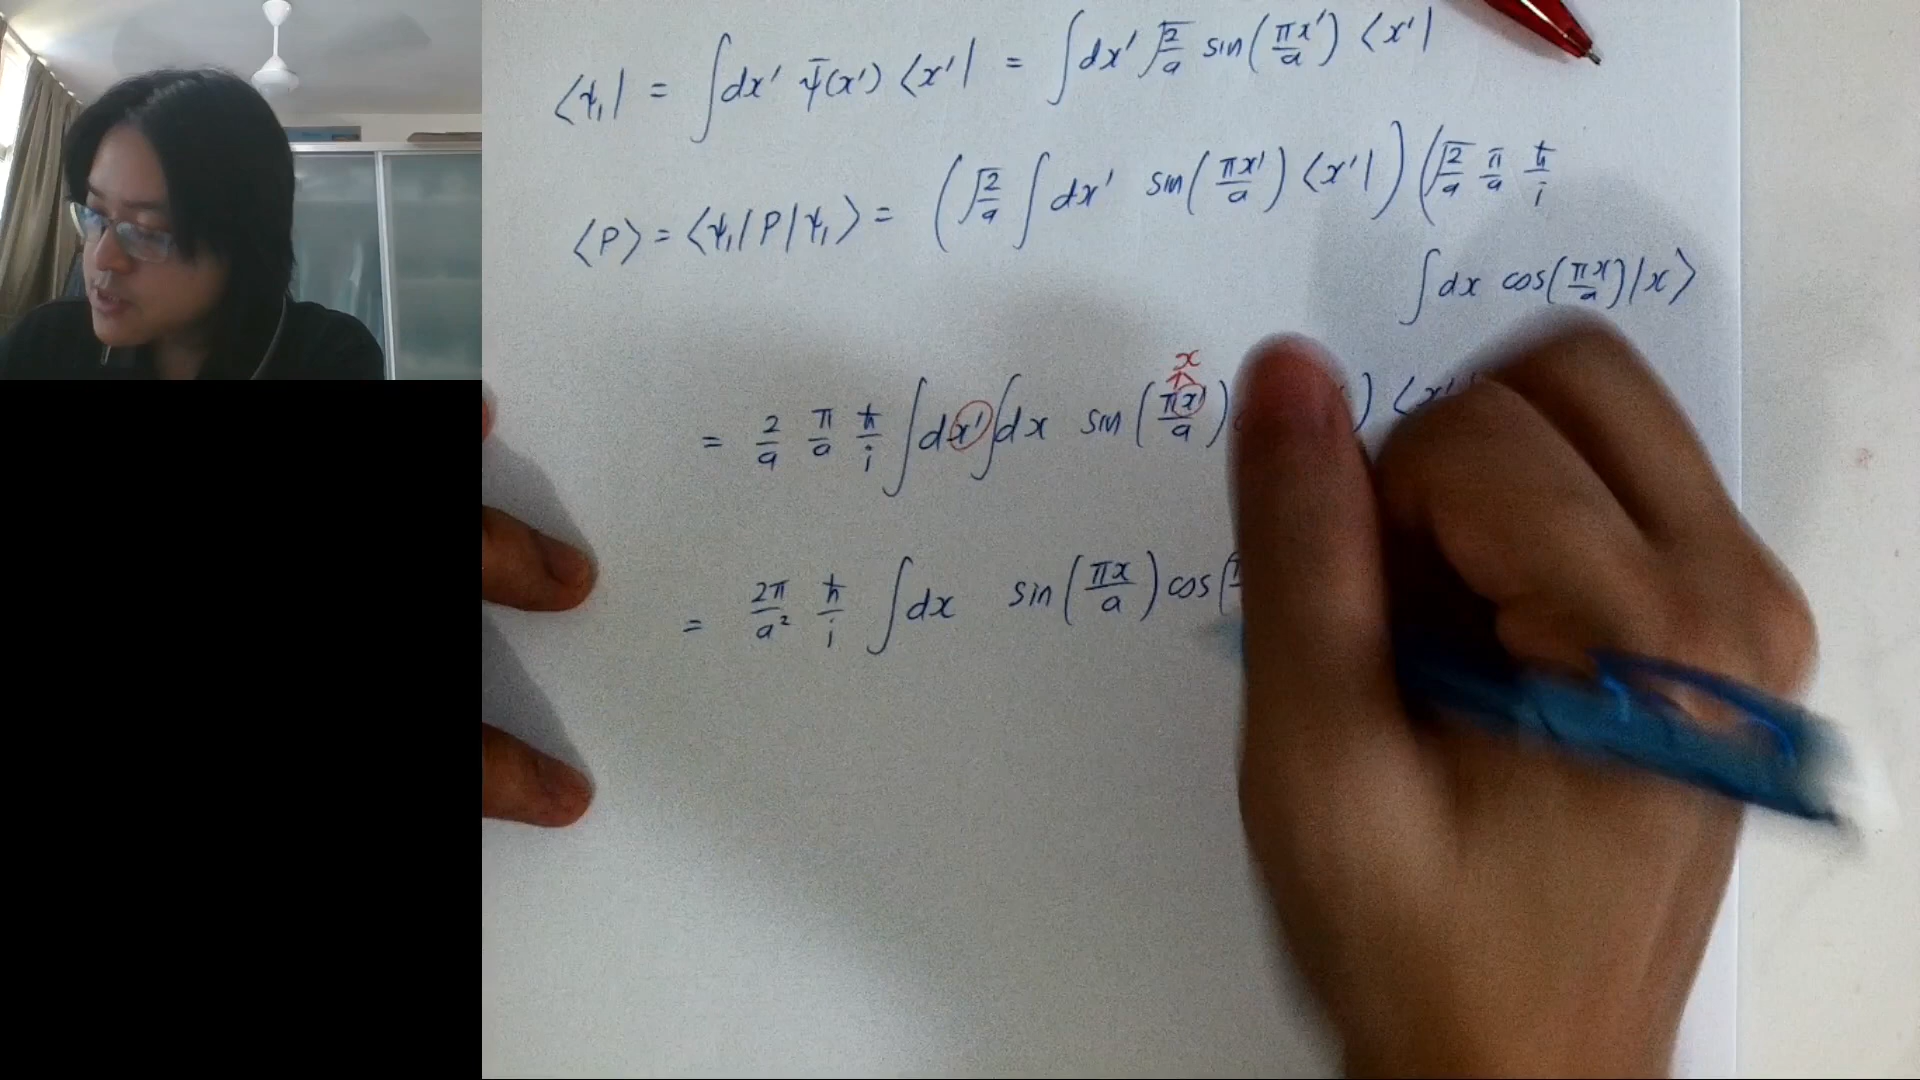 ⟨ψ₁| = ∫dx' ψ̄(x') ⟨x'| = ∫dx' √(2/a) sin(πx'/a) ⟨x'|
⟨P⟩ = ⟨ψ₁|P|ψ₁⟩ = (√(2/a) ∫dx' sin(πx'/a) ⟨x'|) (√(2/a) π/a ħ/i
∫dx cos(πx/a)|x⟩
x
= 2/a π/a ħ/i ∫dx' ∫dx sin(πx'/a) ) ⟨x'|
= 2π/a² ħ/i ∫dx sin(πx/a) cos(